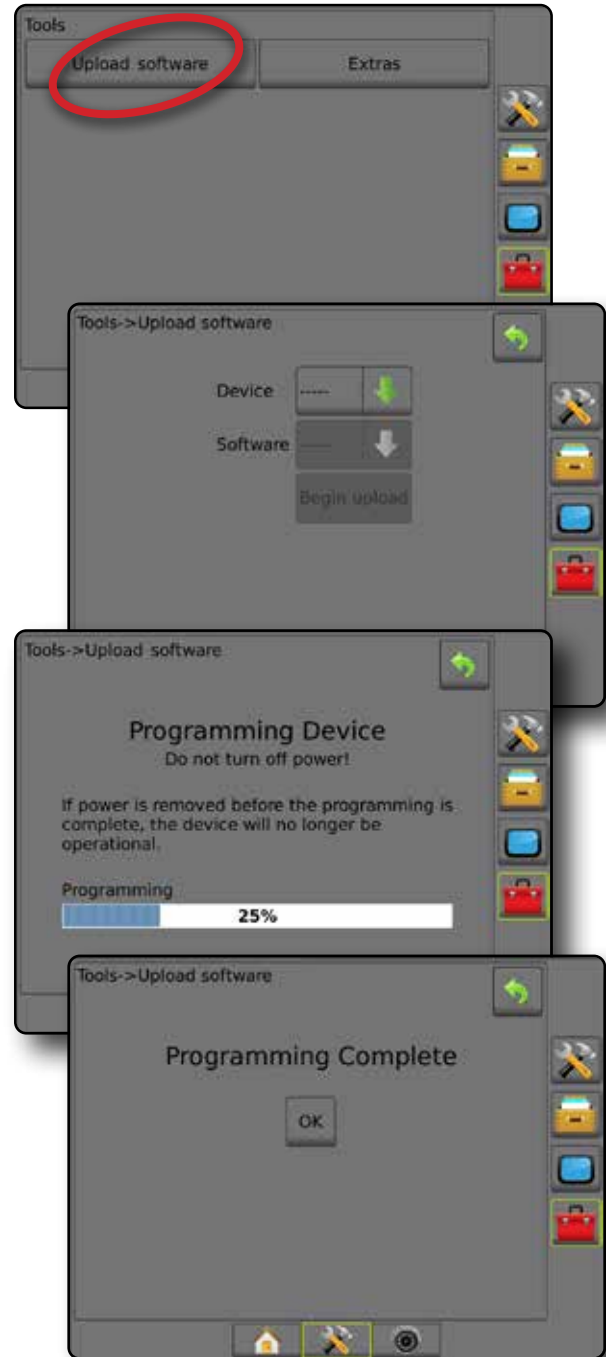 Tools
Upload software
Extras
Tools->Upload software
Device -----
Software -----
Begin upload
Tools->Upload software
Programming Device
Do not turn off power!
If power is removed before the programming is
complete, the device will no longer be
operational.
Programming
25%
Tools->Upload software
Programming Complete
OK